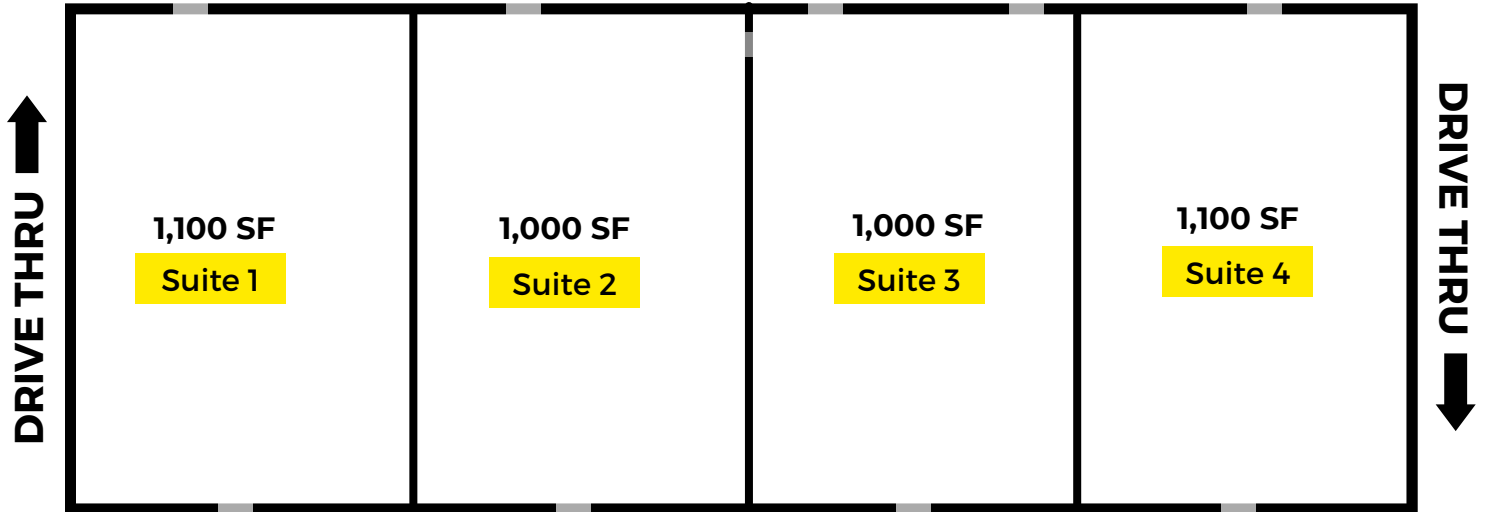 DRIVE THRU
1,100 SF
Suite 1
1,000 SF
Suite 2
1,000 SF
Suite 3
1,100 SF
Suite 4
DRIVE THRU